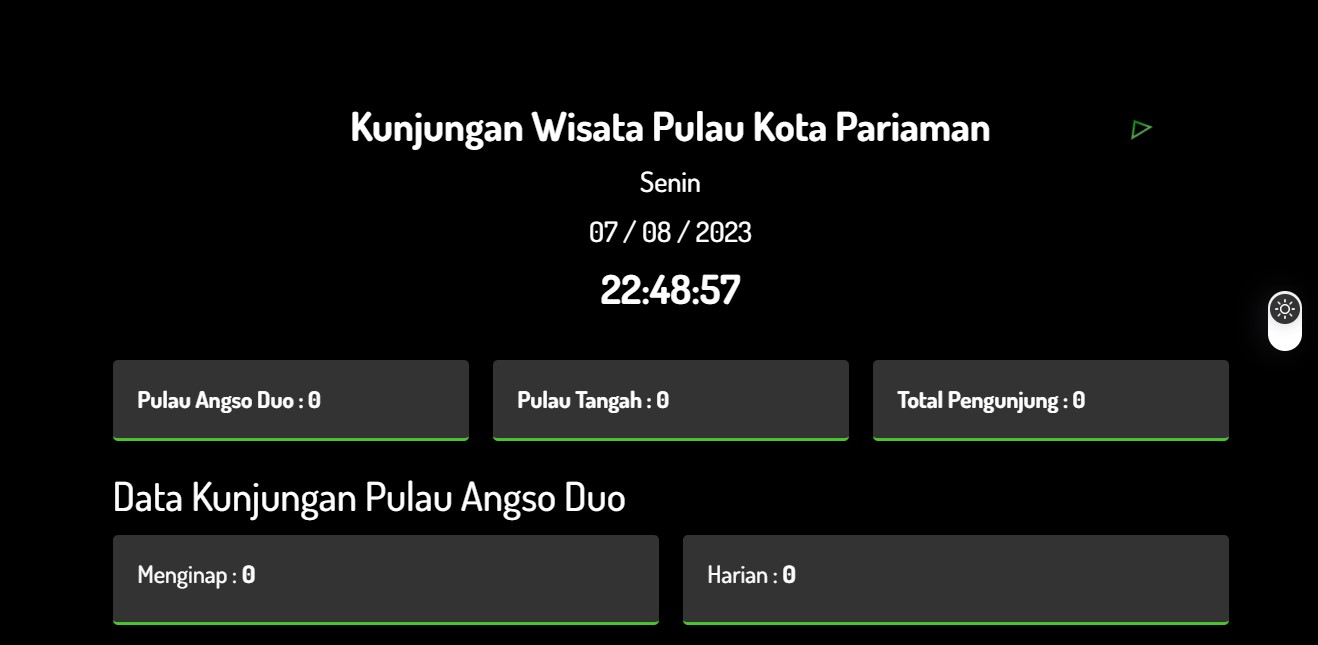 Kunjungan Wisata Pulau Kota Pariaman
Senin
07 / 08 / 2023
22:48:57
Pulau Angso Duo : 0
Pulau Tangah : 0
Total Pengunjung : 0
Data Kunjungan Pulau Angso Duo
Menginap : 0
Harian : 0